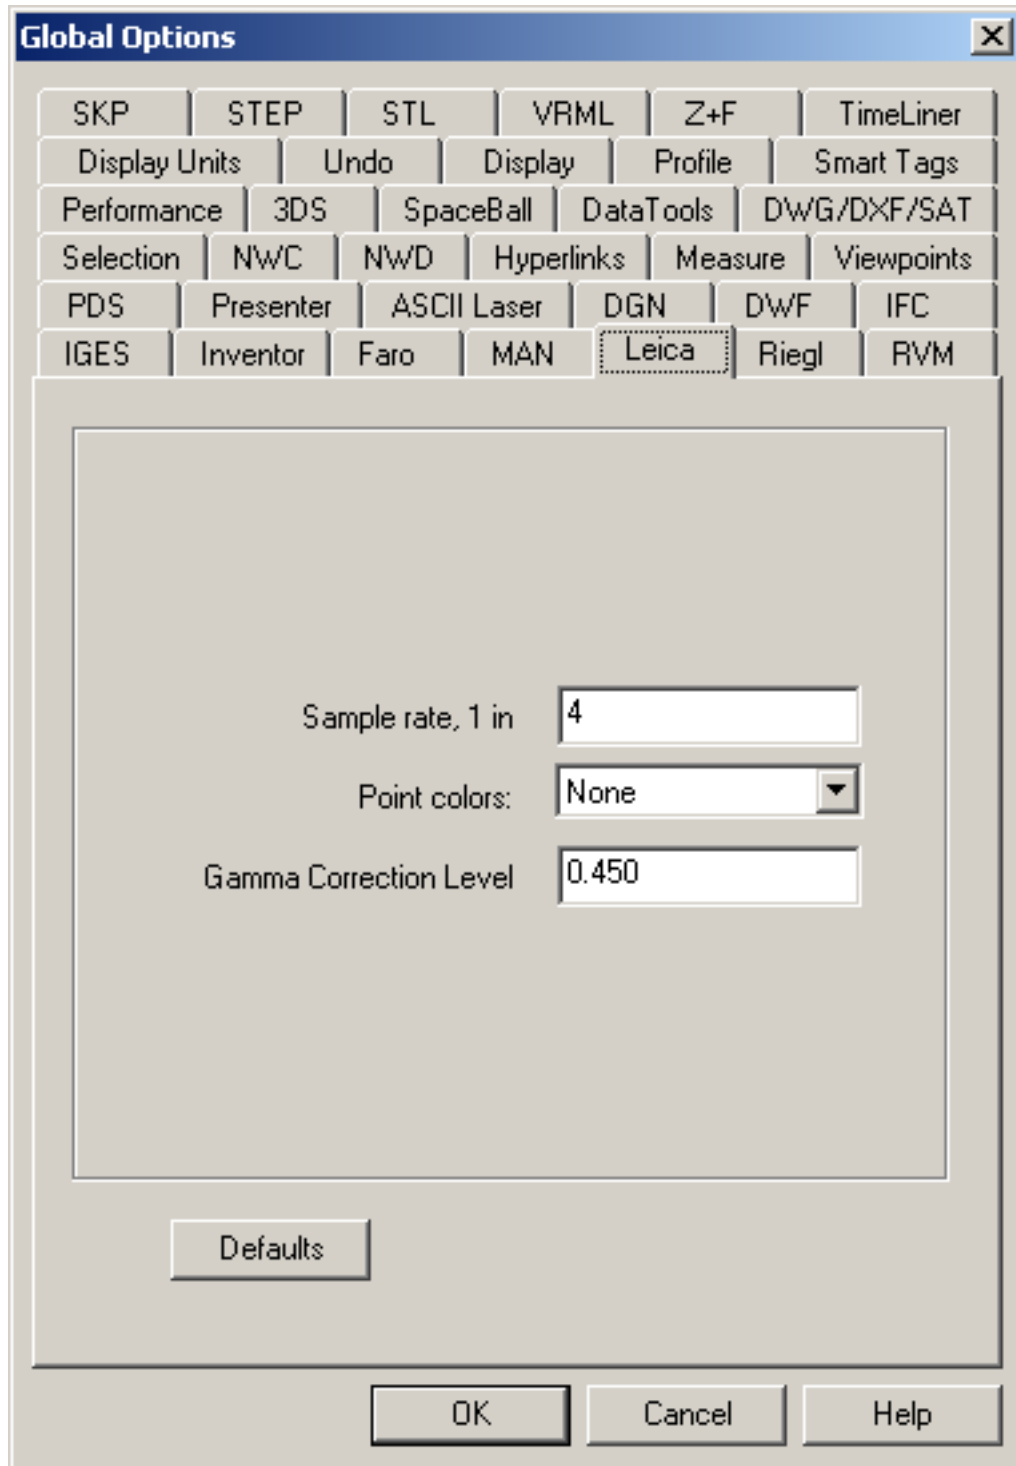 Global Options
SKP STEP STL VRML Z+F TimeLiner
Display Units Undo Display Profile Smart Tags
Performance 3DS SpaceBall DataTools DWG/DXF/SAT
Selection NWC NWD Hyperlinks Measure Viewpoints
PDS Presenter ASCII Laser DGN DWF IFC
IGES Inventor Faro MAN Leica Riegl RVM
Sample rate, 1 in 4
Point colors: None
Gamma Correction Level 0.450
Defaults
OK Cancel Help